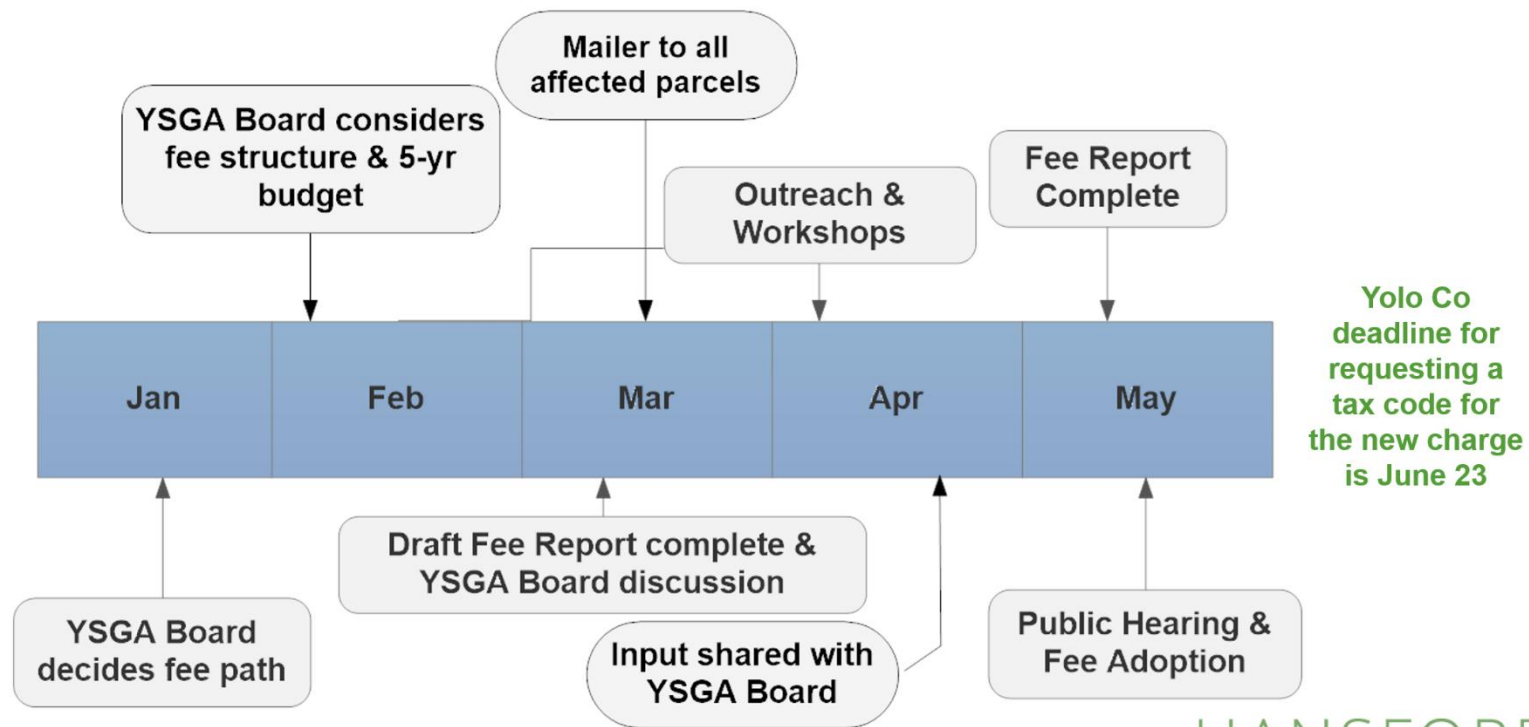 Mailer to all
affected parcels
YSGA Board considers
fee structure & 5-yr
budget
Outreach &
Workshops
Fee Report
Complete
Jan
Feb
Mar
Apr
May
Yolo Co
deadline for
requesting a
tax code for
the new charge
is June 23
YSGA Board
decides fee path
Draft Fee Report complete &
YSGA Board discussion
Input shared with
YSGA Board
Public Hearing &
Fee Adoption